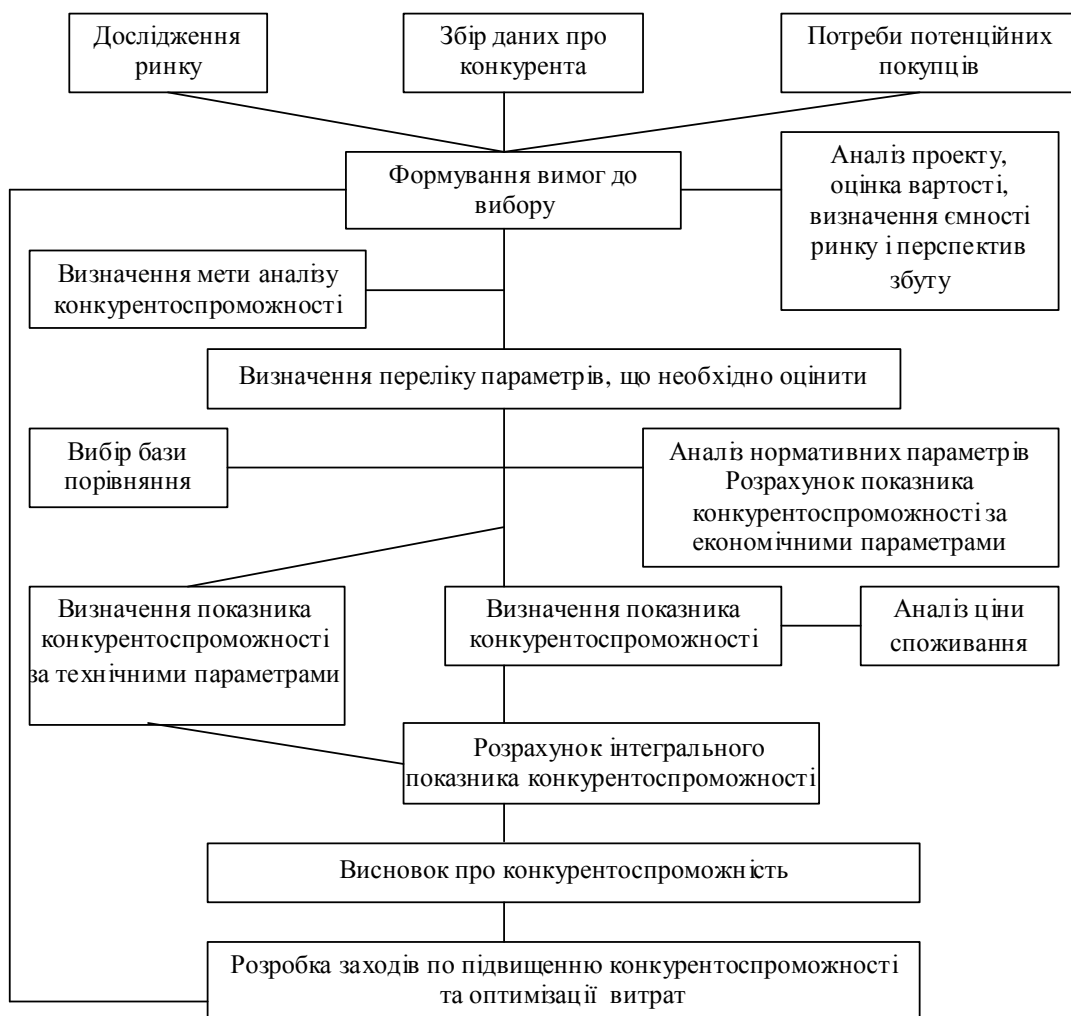 Дослідження
ринку
Збір даних про
конкурента
Потреби потенційних
покупців
Формування вимог до
вибору
Аналіз проекту,
оцінка вартості,
визначення ємності
ринку і перспектив
збуту
Визначення мети аналізу
конкурентоспроможності
Визначення переліку параметрів, що необхідно оцінити
Вибір бази
порівняння
Аналіз нормативних параметрів
Розрахунок показника
конкурентоспроможності за
економічними параметрами
Визначення показника
конкурентоспроможності
за технічними параметрами
Визначення показника
конкурентоспроможності
Аналіз ціни
споживання
Розрахунок інтегрального
показника конкурентоспроможності
Висновок про конкурентоспроможність
Розробка заходів по підвищенню конкурентоспроможності
та оптимізації витрат